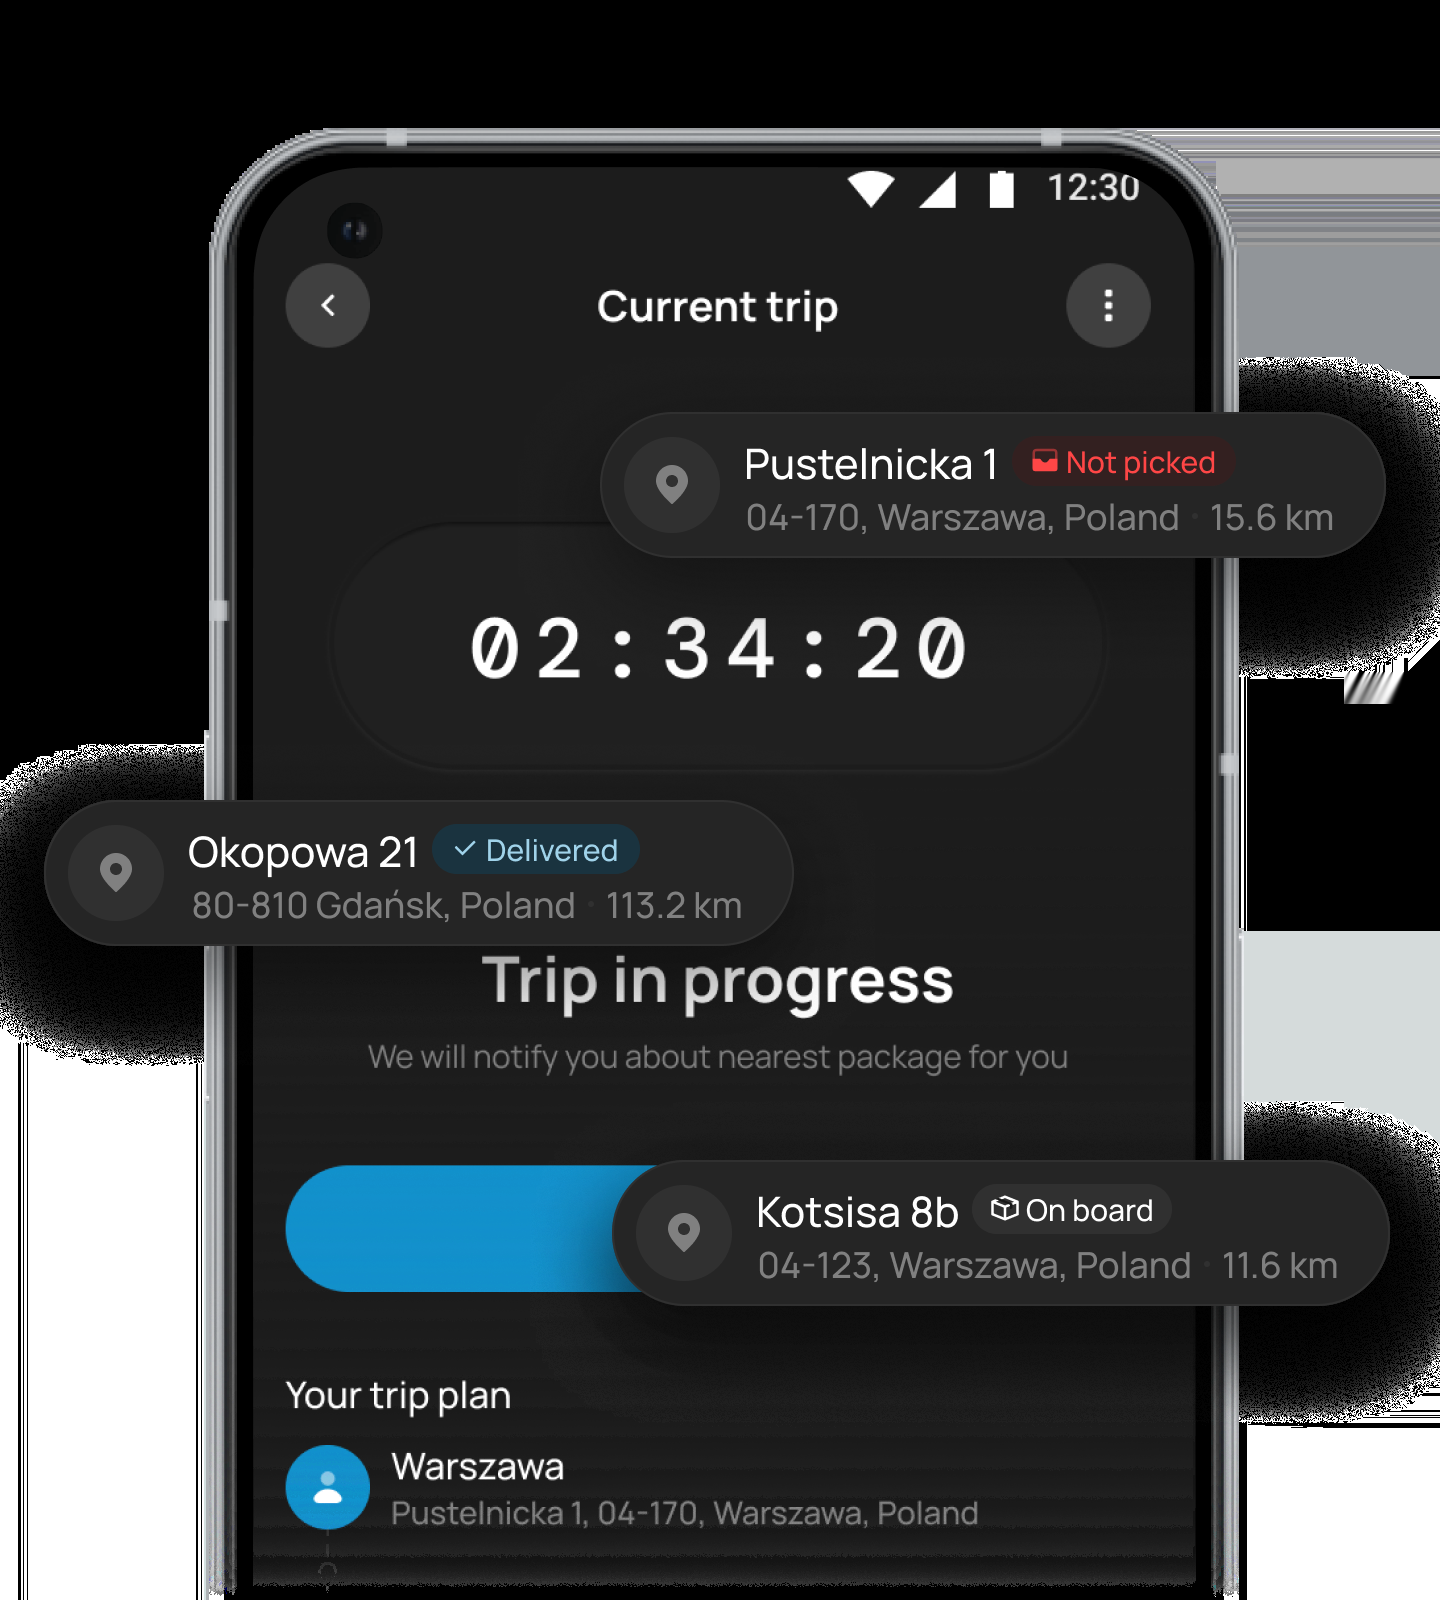 12:30
Current trip
Pustelnicka 1 Not picked
04-170, Warszawa, Poland · 15.6 km
02:34:20
Okopowa 21 Delivered
80-810 Gdańsk, Poland · 113.2 km
Trip in progress
We will notify you about nearest package for you
Kotsisa 8b On board
04-123, Warszawa, Poland · 11.6 km
Your trip plan
Warszawa
Pustelnicka 1, 04-170, Warszawa, Poland